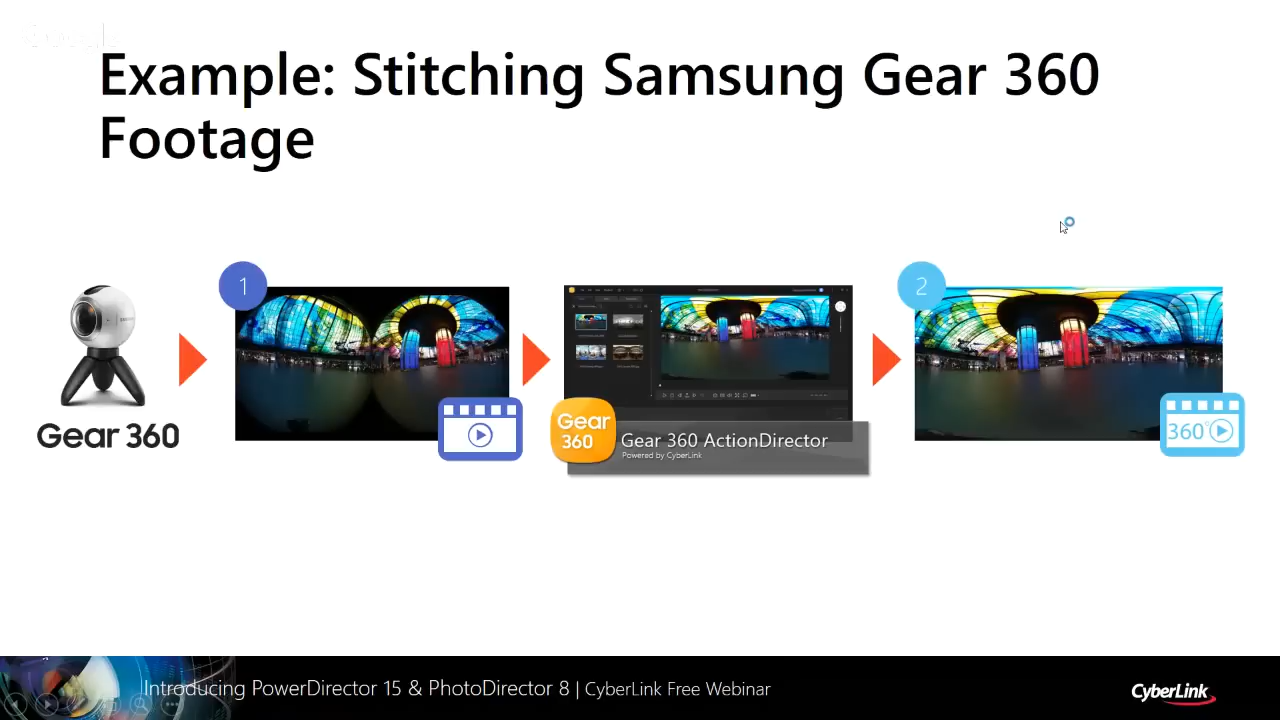 Example: Stitching Samsung Gear 360
Footage
1
2
Gear 360
Gear
360
Gear 360 ActionDirector
Powered by CyberLink
360°
Introducing PowerDirector 15 & PhotoDirector 8 | CyberLink Free Webinar
CyberLink